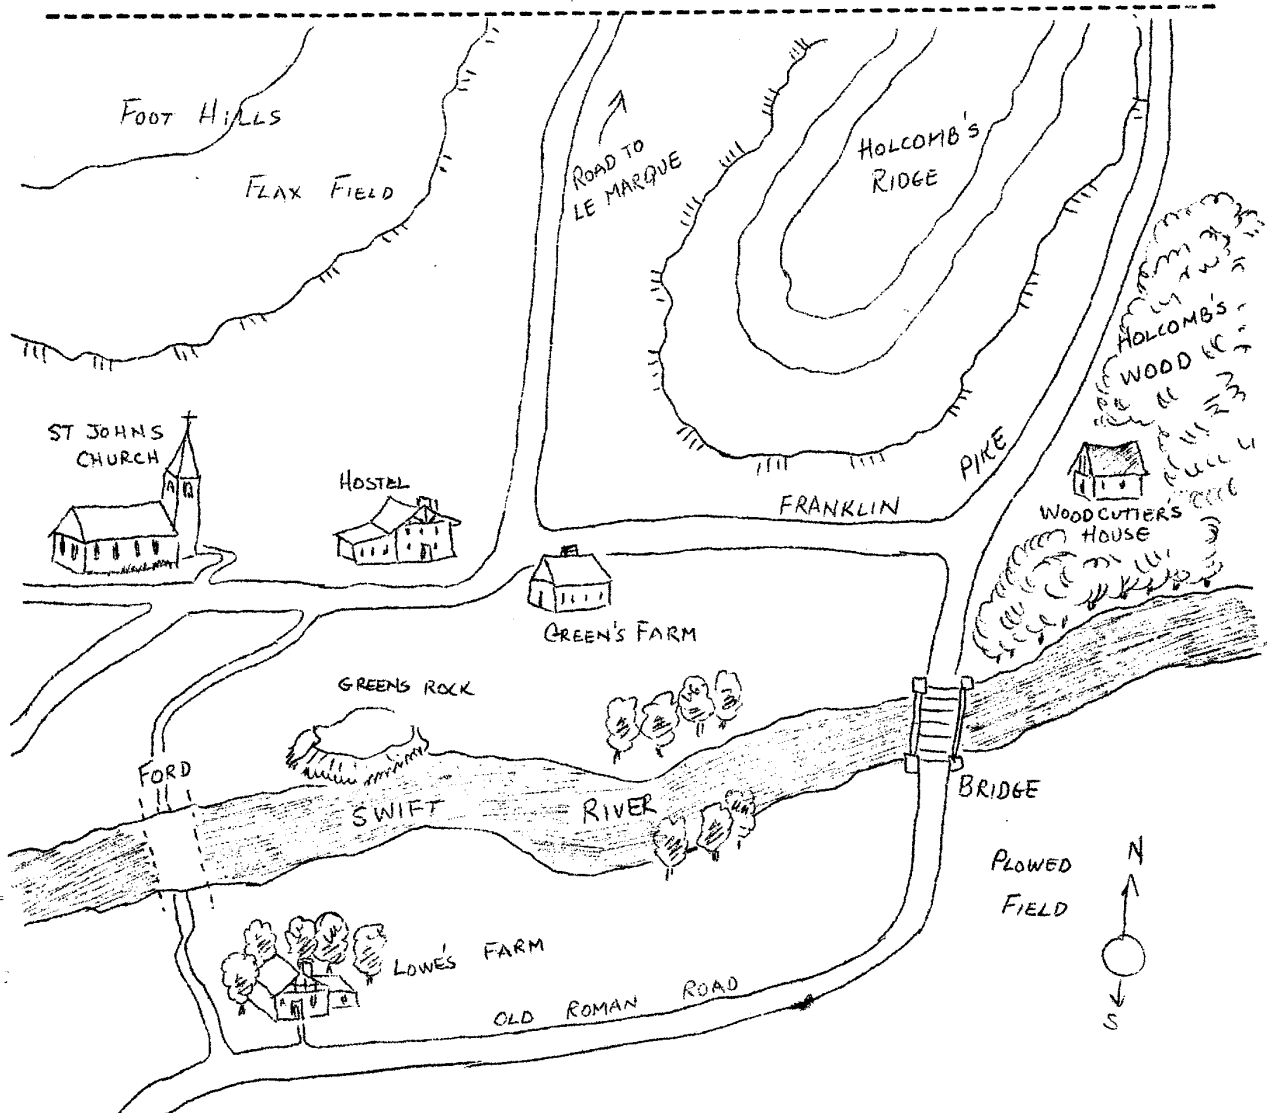 FOOT HILLS
FLAX FIELD
ROAD TO
LE MARQUE
HOLCOMB'S
RIDGE
HOLCOMB'S
WOOD
ST JOHNS
CHURCH
HOSTEL
FRANKLIN PIKE
WOODCUTTER'S
HOUSE
GREEN'S FARM
GREENS ROCK
FORD
SWIFT RIVER
BRIDGE
PLOWED
FIELD
N
S
LOWE'S FARM
OLD ROMAN ROAD